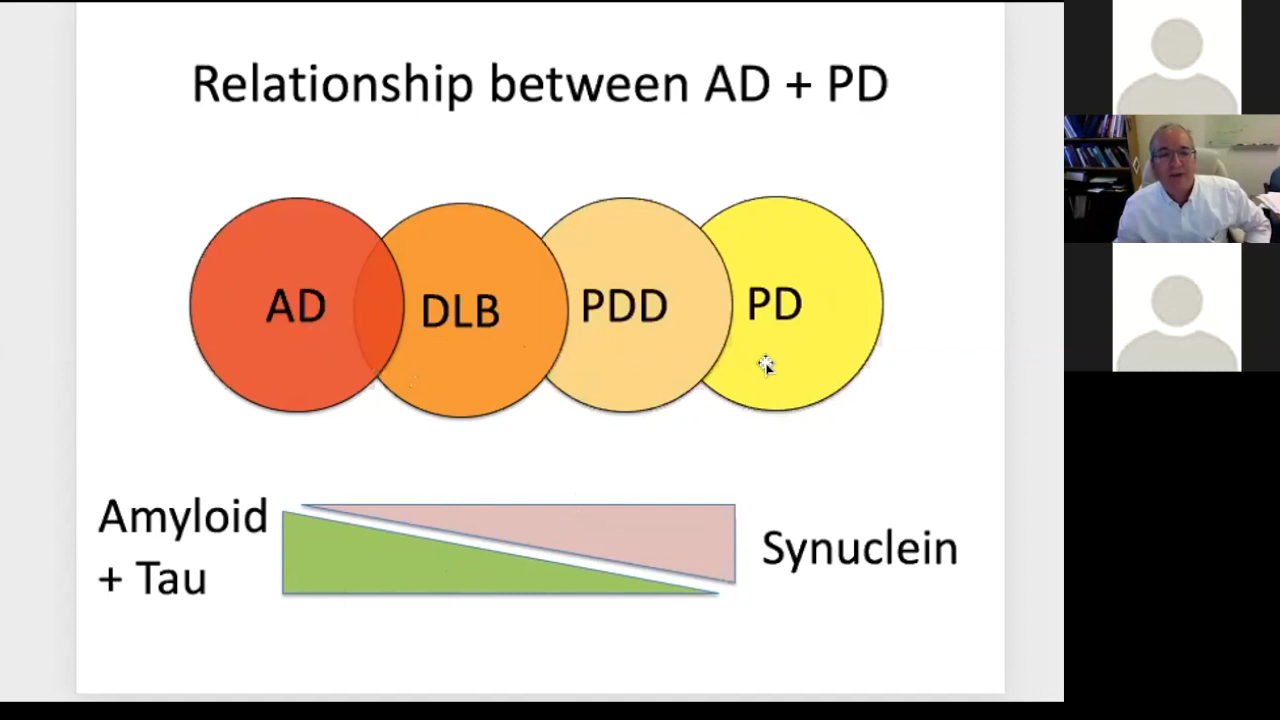 Relationship between AD + PD
AD
DLB
PDD
PD
Amyloid
+ Tau
Synuclein